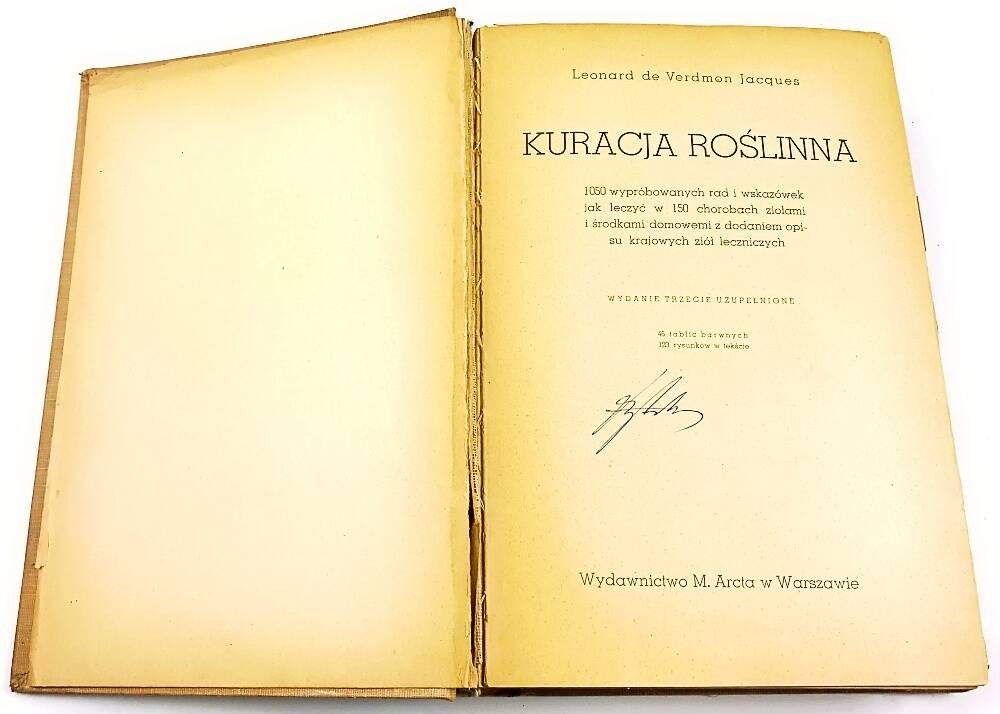 Leonard de Verdmon Jacques
KURACJA ROŚLINNA
1050 wypróbowanych rad i wskazówek
jak leczyć w 150 chorobach ziołami
i środkami domowemi z dodaniem opi-
su krajowych ziół leczniczych
WYDANIE TRZECIE UZUPEŁNIONE
46 tablic barwnych
120 rysunków w tekście
Wydawnictwo M. Arcta w Warszawie